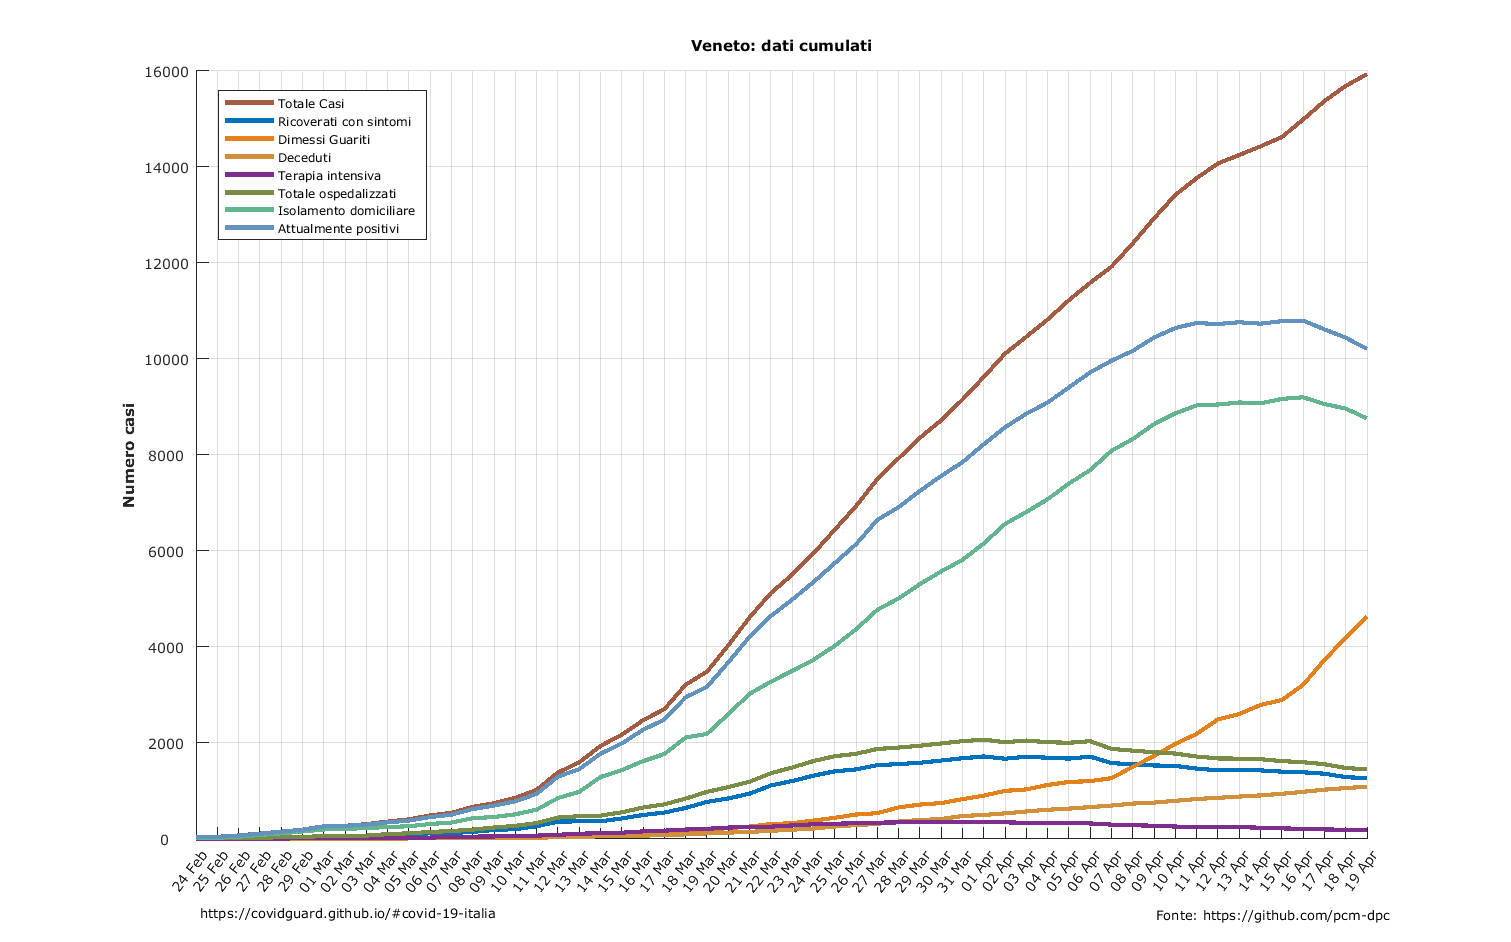 Veneto: dati cumulati
16000
14000
12000
10000
8000
6000
4000
2000
0
Numero casi
Totale Casi
Ricoverati con sintomi
Dimessi Guariti
Deceduti
Terapia intensiva
Totale ospedalizzati
Isolamento domiciliare
Attualmente positivi
24 Feb
25 Feb
26 Feb
27 Feb
28 Feb
29 Feb
01 Mar
02 Mar
03 Mar
04 Mar
05 Mar
06 Mar
07 Mar
08 Mar
09 Mar
10 Mar
11 Mar
12 Mar
13 Mar
14 Mar
15 Mar
16 Mar
17 Mar
18 Mar
19 Mar
20 Mar
21 Mar
22 Mar
23 Mar
24 Mar
25 Mar
26 Mar
27 Mar
28 Mar
29 Mar
30 Mar
31 Mar
01 Apr
02 Apr
03 Apr
04 Apr
05 Apr
06 Apr
07 Apr
08 Apr
09 Apr
10 Apr
11 Apr
12 Apr
13 Apr
14 Apr
15 Apr
16 Apr
17 Apr
18 Apr
19 Apr
https://covidguard.github.io/#covid-19-italia
Fonte: https://github.com/pcm-dpc